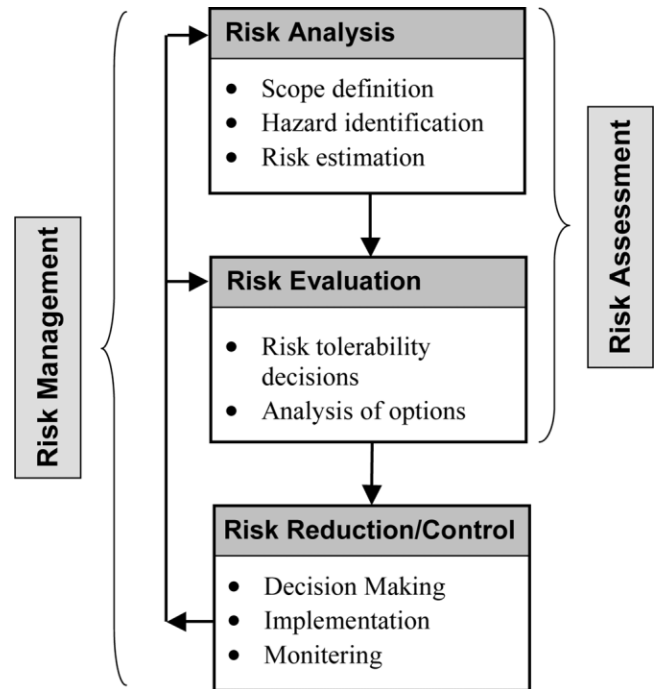 Risk Management
Risk Analysis
• Scope definition
• Hazard identification
• Risk estimation
Risk Evaluation
• Risk tolerability
decisions
• Analysis of options
Risk Reduction/Control
• Decision Making
• Implementation
• Monitering
Risk Assessment